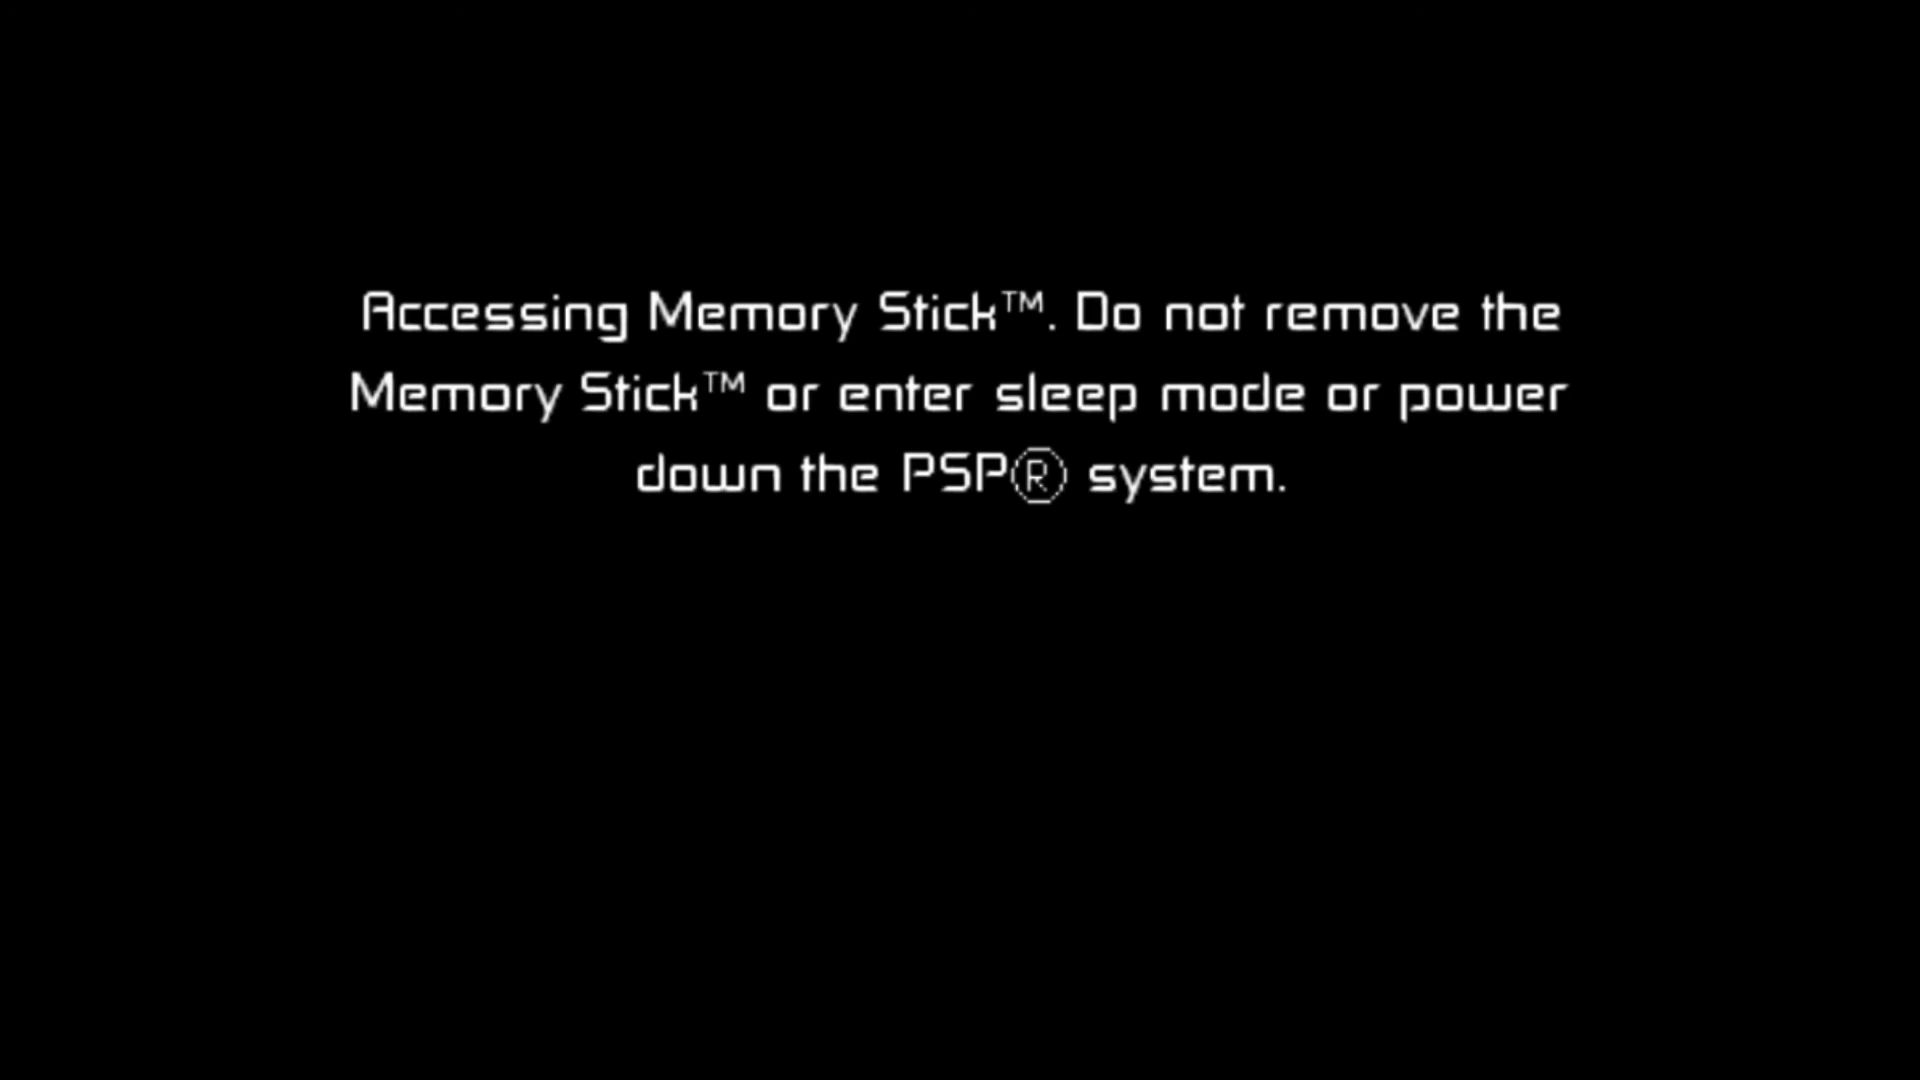 Accessing Memory Stick™. Do not remove the
Memory Stick™ or enter sleep mode or power
down the PSP® system.